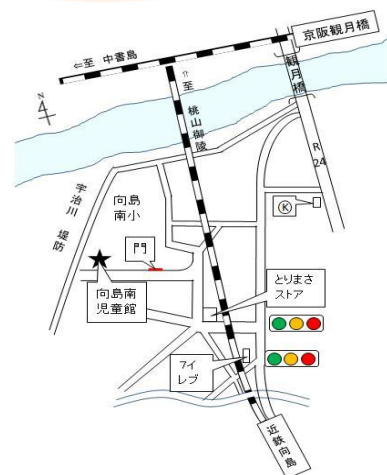 京阪観月橋
⇐至 中書島
⇧至 桃山御陵
観月橋
N
R24
宇治川 堤防
向島
南小
Ⓚ
門
向島南
児童館
とりまさ
ストア
7イ
レブ
近鉄向島